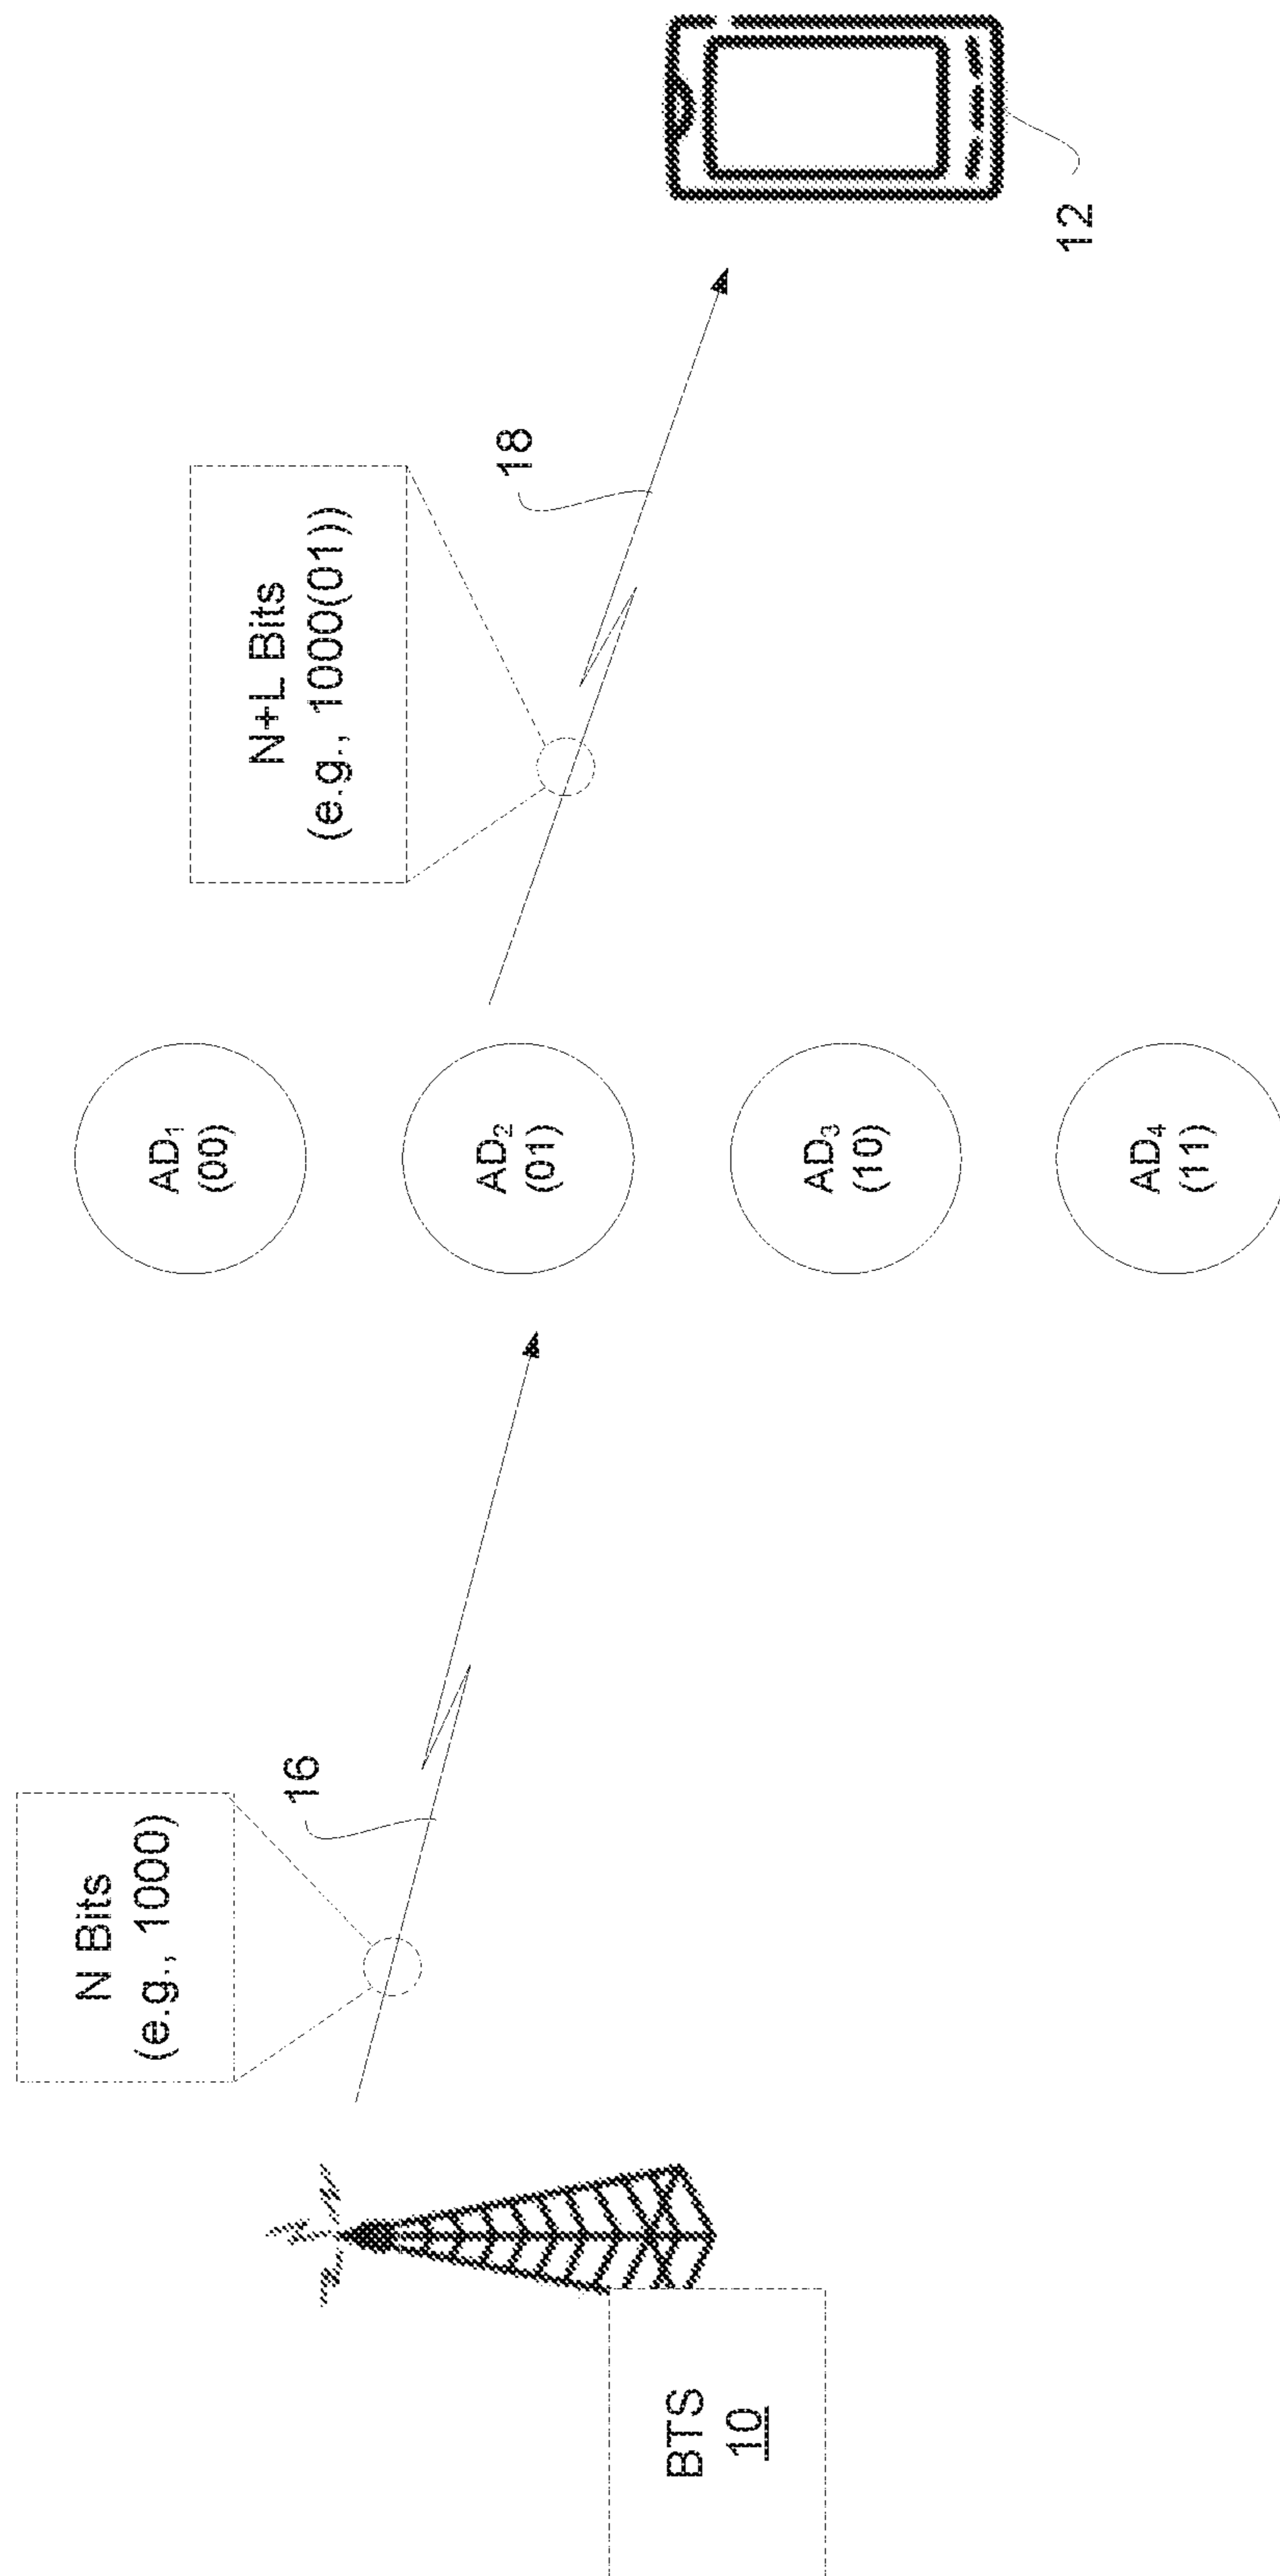 N Bits
(e.g., 1000)
16
BTS
10
AD₁
(00)
AD₂
(01)
AD₃
(10)
AD₄
(11)
N+L Bits
(e.g., 1000(01))
18
12